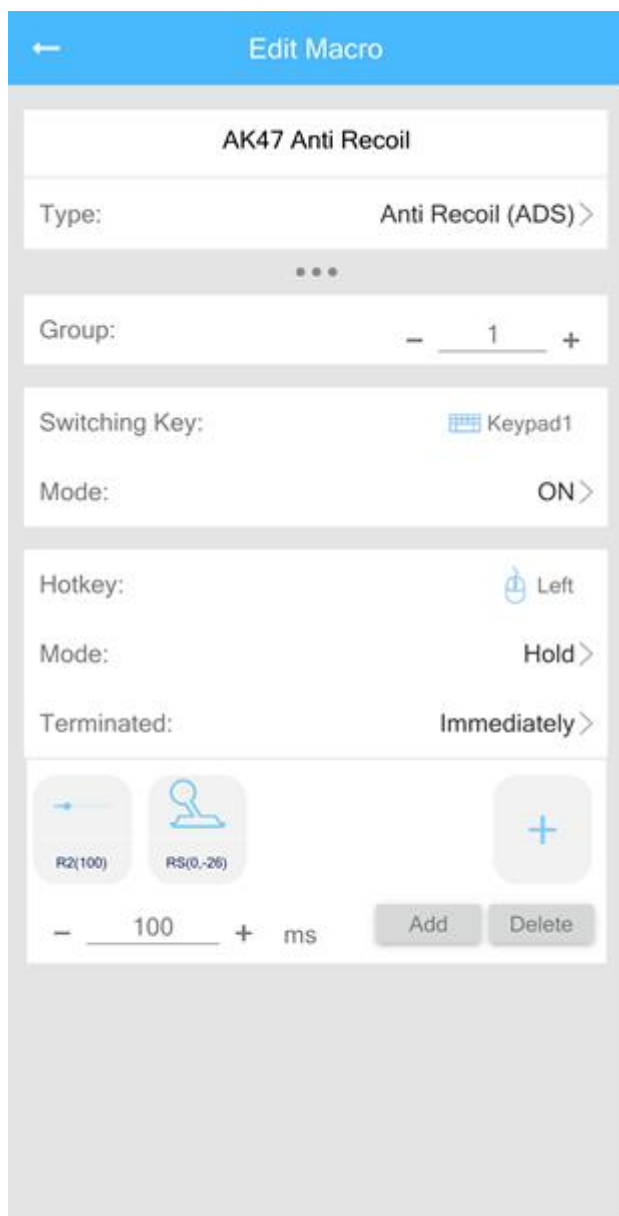 Edit Macro
AK47 Anti Recoil
Type: Anti Recoil (ADS)
Group: − 1 +
Switching Key: Keypad1
Mode: ON
Hotkey: Left
Mode: Hold
Terminated: Immediately
R2(100) RS(0,-26) +
− 100 + ms Add Delete